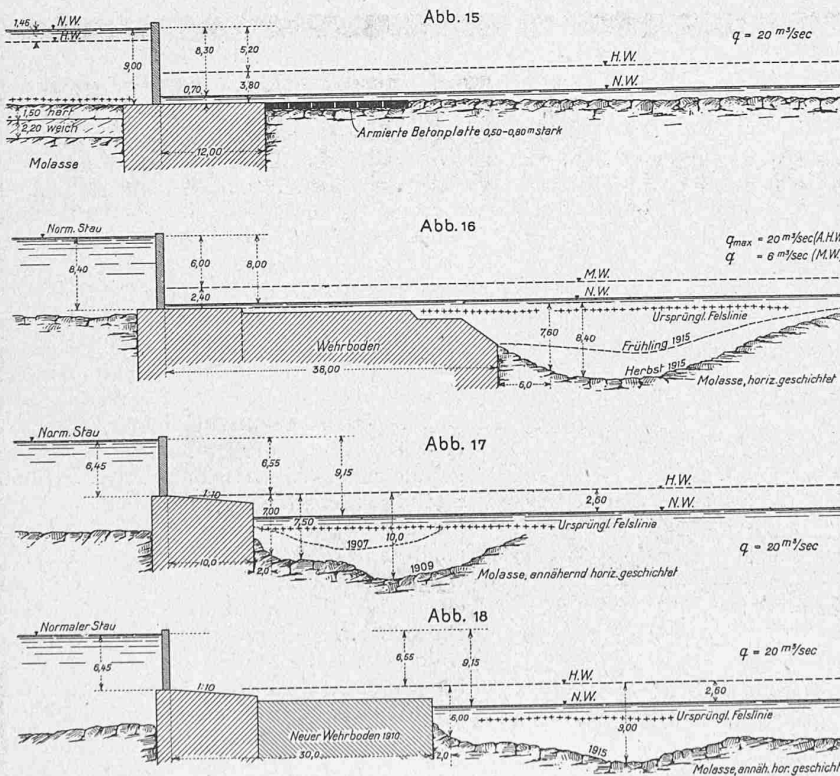 Abb. 15
1,46 N.W.
H.W.
q = 20 m³/sec
9,00
8,30
5,20
H.W.
3,80
N.W.
0,70
1,50 hart
2,20 weich
12,00
Armierte Betonplatte 0,50-0,80m stark
Molasse
Abb. 16
Norm. Stau
qmax = 20 m³/sec (A.H.W.
q = 6 m³/sec (M.W.)
8,40
6,00
8,00
M.W.
2,40
N.W.
Ursprüngl. Felslinie
7,60
8,40
Wehrboden
Frühling 1915
38,00
Herbst 1915
6,0
Molasse, horiz. geschichtet
Abb. 17
Norm. Stau
6,45
6,55
9,15
H.W.
1:10
2,60
N.W.
7,00
7,50
10,0
Ursprüngl. Felslinie
1907
q = 20 m³/sec
10,0
2,0
1909
Molasse, annähernd horiz. geschichtet
Abb. 18
Normaler Stau
6,45
6,55
9,15
q = 20 m³/sec
H.W.
1:10
2,60
N.W.
6,00
9,00
Ursprüngl. Felslinie
Neuer Wehrboden 1910
30,0
2,0
1915
Molasse, annäh. hor. geschicht